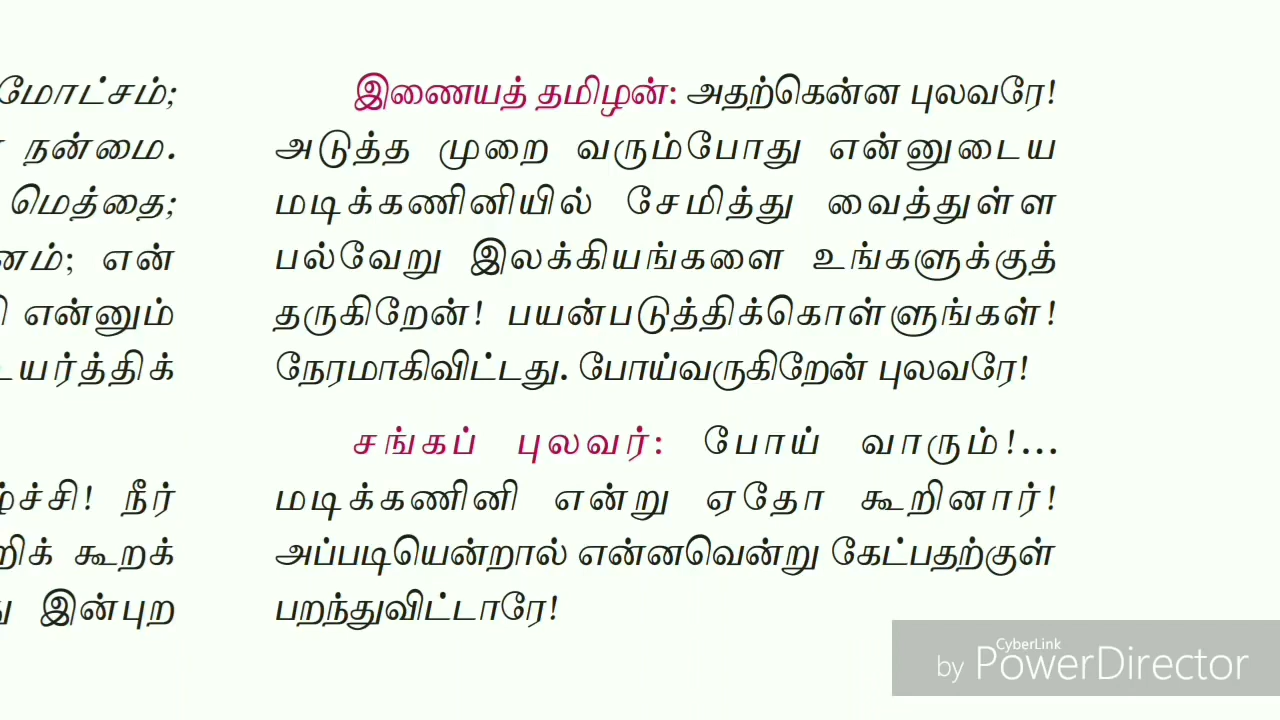 மோட்சம்;
நன்மை.
மெத்தை;
என்
என்னும்
நீர்
கூறக்
இன்புற
இணையத் தமிழன்: அதற்கென்ன புலவரே!
அடுத்த முறை வரும்போது என்னுடைய
மடிக்கணினியில் சேமித்து வைத்துள்ள
பல்வேறு இலக்கியங்களை உங்களுக்குத்
தருகிறேன்! பயன்படுத்திக்கொள்ளுங்கள்!
நேரமாகிவிட்டது. போய்வருகிறேன் புலவரே!
சங்கப் புலவர்: போய் வாரும்!...
மடிக்கணினி என்று ஏதோ கூறினார்!
அப்படியென்றால் என்னவென்று கேட்பதற்குள்
பறந்துவிட்டாரே!
CyberLink
by PowerDirector